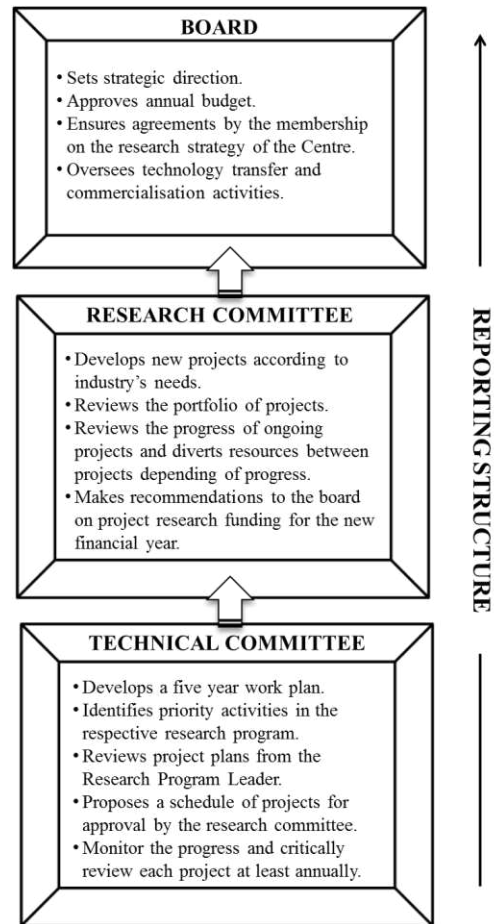 BOARD
• Sets strategic direction.
• Approves annual budget.
• Ensures agreements by the membership
on the research strategy of the Centre.
• Oversees technology transfer and
commercialisation activities.
RESEARCH COMMITTEE
• Develops new projects according to
industry’s needs.
• Reviews the portfolio of projects.
• Reviews the progress of ongoing
projects and diverts resources between
projects depending of progress.
• Makes recommendations to the board
on project research funding for the new
financial year.
TECHNICAL COMMITTEE
• Develops a five year work plan.
• Identifies priority activities in the
respective research program.
• Reviews project plans from the
Research Program Leader.
• Proposes a schedule of projects for
approval by the research committee.
• Monitor the progress and critically
review each project at least annually.
REPORTING STRUCTURE